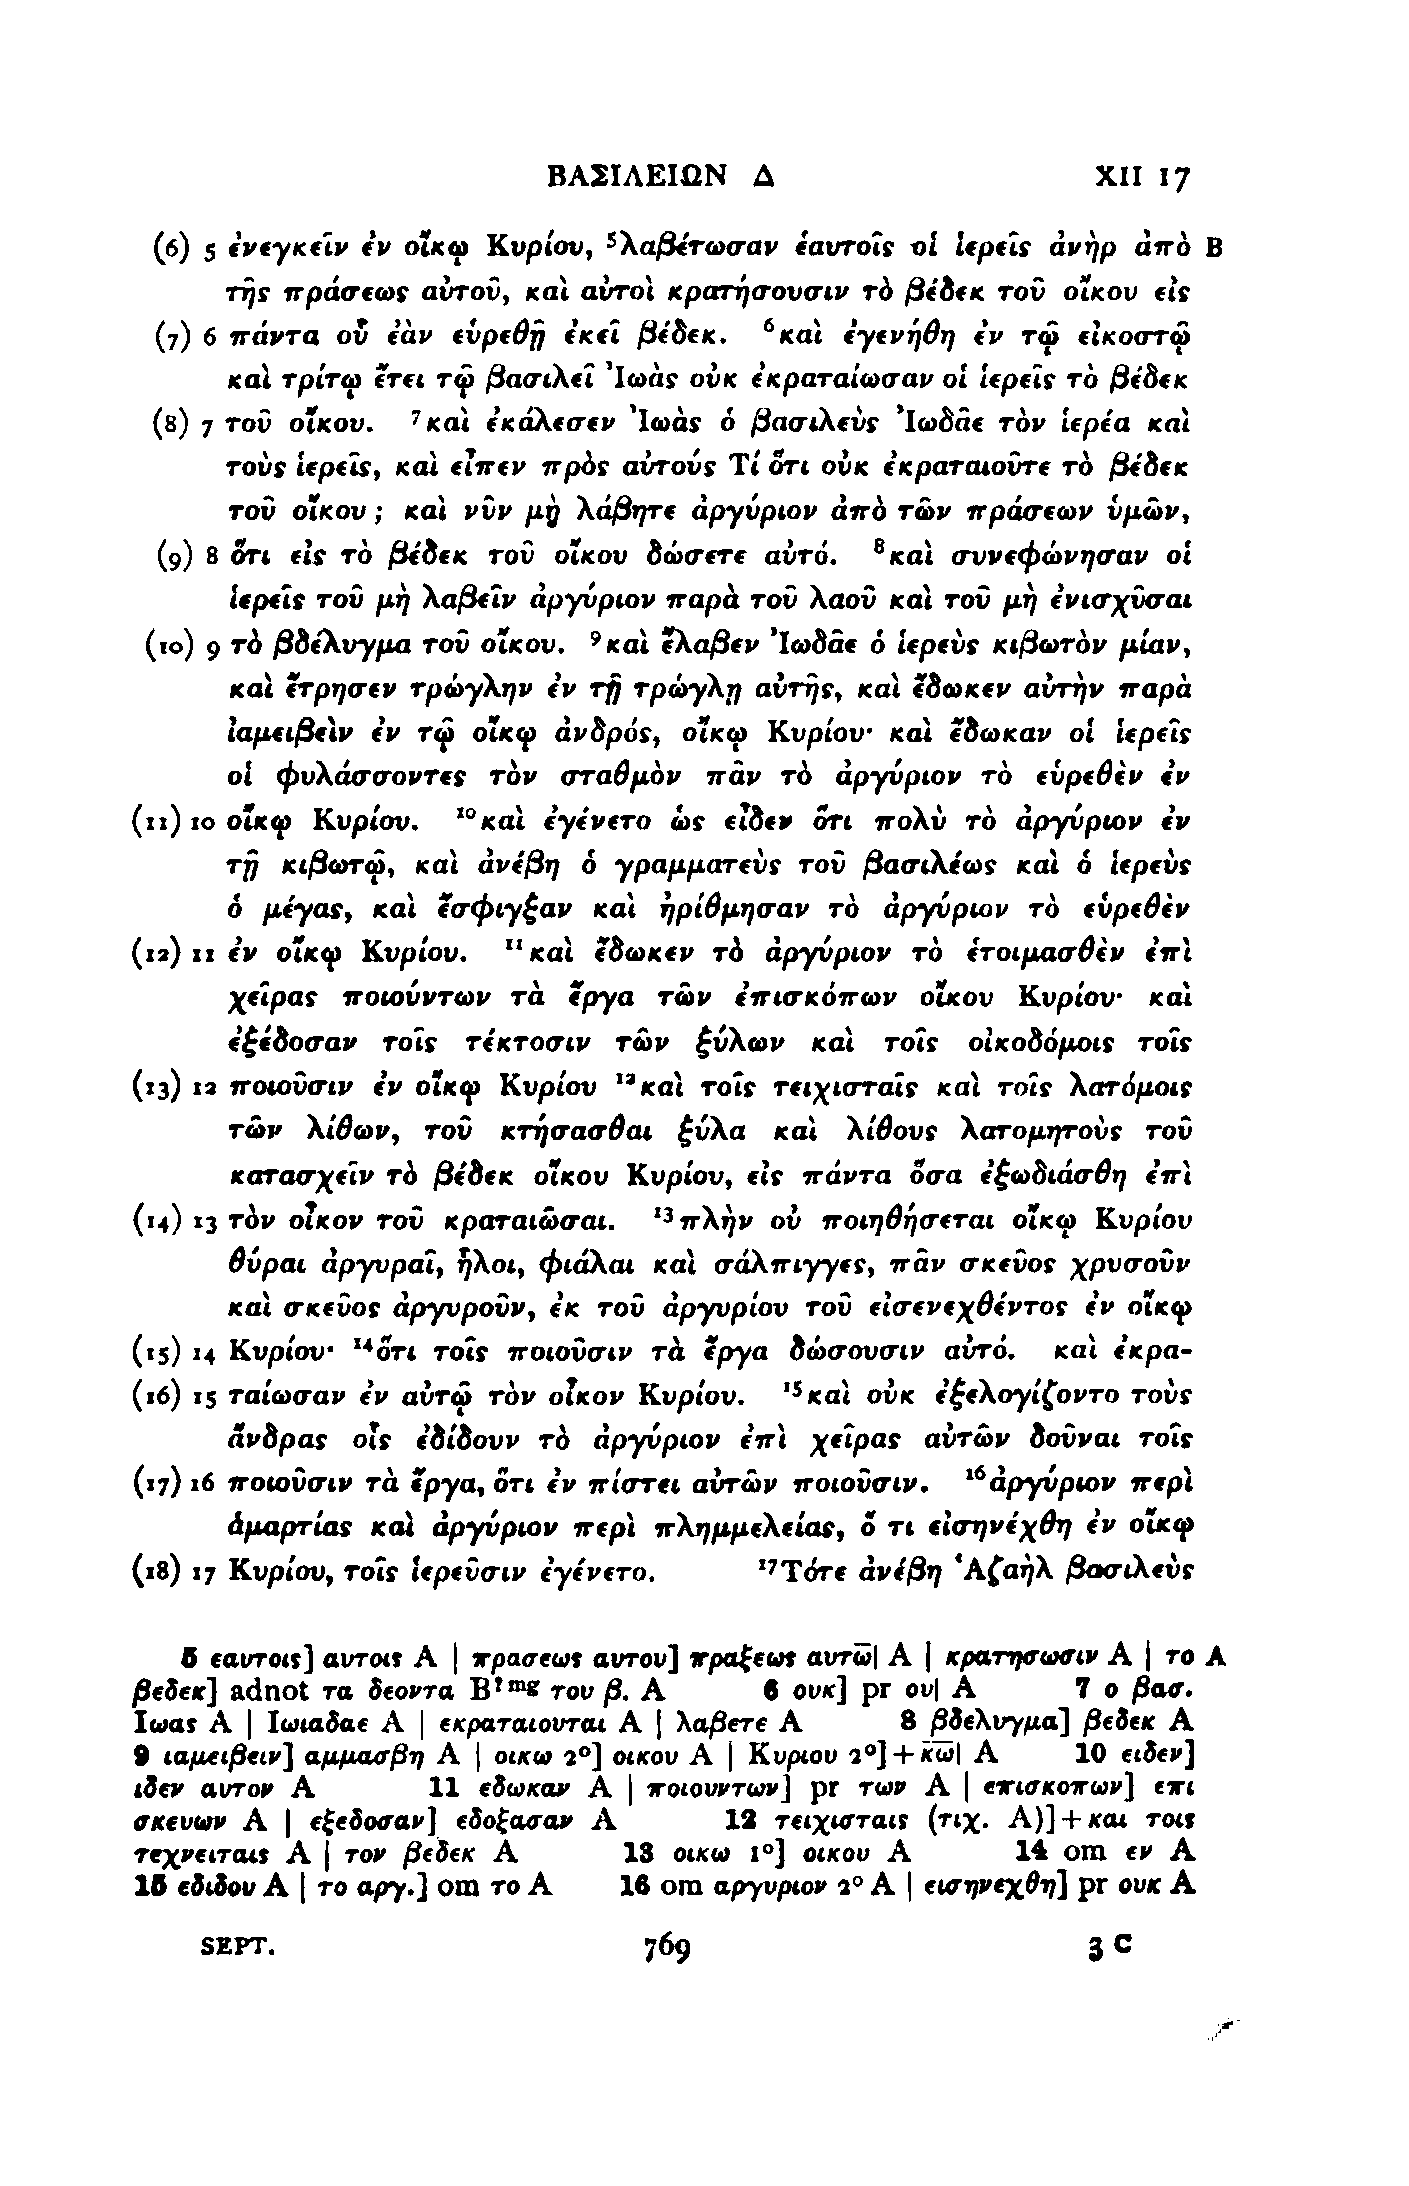 ΒΑΣΙΛΕΙΩΝ Δ XII 17
(6) 5 ἐνεγκεῖν ἐν οἴκῳ Κυρίου, ⁵λαβέτωσαν ἑαυτοῖς οἱ ἱερεῖς ἀνὴρ ἀπὸ B
τῆς πράσεως αὐτοῦ, καὶ αὐτοὶ κρατήσουσιν τὸ βέδεκ τοῦ οἴκου εἰς
(7) 6 πάντα οὗ ἐὰν εὑρεθῇ ἐκεῖ βέδεκ. ⁶καὶ ἐγενήθη ἐν τῷ εἰκοστῷ
καὶ τρίτῳ ἔτει τῷ βασιλεῖ Ἰωὰς οὐκ ἐκραταίωσαν οἱ ἱερεῖς τὸ βέδεκ
(8) 7 τοῦ οἴκου. ⁷καὶ ἐκάλεσεν Ἰωὰς ὁ βασιλεὺς Ἰωδᾶε τὸν ἱερέα καὶ
τοὺς ἱερεῖς, καὶ εἶπεν πρὸς αὐτούς Τί ὅτι οὐκ ἐκραταιοῦτε τὸ βέδεκ
τοῦ οἴκου ; καὶ νῦν μὴ λάβητε ἀργύριον ἀπὸ τῶν πράσεων ὑμῶν,
(9) 8 ὅτι εἰς τὸ βέδεκ τοῦ οἴκου δώσετε αὐτό. ⁸καὶ συνεφώνησαν οἱ
ἱερεῖς τοῦ μὴ λαβεῖν ἀργύριον παρὰ τοῦ λαοῦ καὶ τοῦ μὴ ἐνισχῦσαι
(10) 9 τὸ βδέλυγμα τοῦ οἴκου. ⁹καὶ ἔλαβεν Ἰωδᾶε ὁ ἱερεὺς κιβωτὸν μίαν,
καὶ ἔτρησεν τρώγλην ἐν τῇ τρώγλῃ αὐτῆς, καὶ ἔδωκεν αὐτὴν παρὰ
ἰαμειβεὶν ἐν τῷ οἴκῳ ἀνδρός, οἴκῳ Κυρίου· καὶ ἔδωκαν οἱ ἱερεῖς
οἱ φυλάσσοντες τὸν σταθμὸν πᾶν τὸ ἀργύριον τὸ εὑρεθὲν ἐν
(11) 10 οἴκῳ Κυρίου. ¹⁰καὶ ἐγένετο ὡς εἶδεν ὅτι πολὺ τὸ ἀργύριον ἐν
τῇ κιβωτῷ, καὶ ἀνέβη ὁ γραμματεὺς τοῦ βασιλέως καὶ ὁ ἱερεὺς
ὁ μέγας, καὶ ἔσφιγξαν καὶ ἠρίθμησαν τὸ ἀργύριον τὸ εὑρεθὲν
(12) 11 ἐν οἴκῳ Κυρίου. ¹¹καὶ ἔδωκεν τὸ ἀργύριον τὸ ἑτοιμασθὲν ἐπὶ
χεῖρας ποιούντων τὰ ἔργα τῶν ἐπισκόπων οἴκου Κυρίου· καὶ
ἐξέδοσαν τοῖς τέκτοσιν τῶν ξύλων καὶ τοῖς οἰκοδόμοις τοῖς
(13) 12 ποιοῦσιν ἐν οἴκῳ Κυρίου ¹²καὶ τοῖς τειχισταῖς καὶ τοῖς λατόμοις
τῶν λίθων, τοῦ κτήσασθαι ξύλα καὶ λίθους λατομητοὺς τοῦ
κατασχεῖν τὸ βέδεκ οἴκου Κυρίου, εἰς πάντα ὅσα ἐξωδιάσθη ἐπὶ
(14) 13 τὸν οἶκον τοῦ κραταιῶσαι. ¹³πλὴν οὐ ποιηθήσεται οἴκῳ Κυρίου
θύραι ἀργυραῖ, ἧλοι, φιάλαι καὶ σάλπιγγες, πᾶν σκεῦος χρυσοῦν
καὶ σκεῦος ἀργυροῦν, ἐκ τοῦ ἀργυρίου τοῦ εἰσενεχθέντος ἐν οἴκῳ
(15) 14 Κυρίου· ¹⁴ὅτι τοῖς ποιοῦσιν τὰ ἔργα δώσουσιν αὐτό. καὶ ἐκρα-
(16) 15 ταίωσαν ἐν αὐτῷ τὸν οἶκον Κυρίου. ¹⁵καὶ οὐκ ἐξελογίζοντο τοὺς
ἄνδρας οἷς ἐδίδουν τὸ ἀργύριον ἐπὶ χεῖρας αὐτῶν δοῦναι τοῖς
(17) 16 ποιοῦσιν τὰ ἔργα, ὅτι ἐν πίστει αὐτῶν ποιοῦσιν. ¹⁶ἀργύριον περὶ
ἁμαρτίας καὶ ἀργύριον περὶ πλημμελείας, ὅ τι εἰσηνέχθη ἐν οἴκῳ
(18) 17 Κυρίου, τοῖς ἱερεῦσιν ἐγένετο. ¹⁷Τότε ἀνέβη Ἀζαὴλ βασιλεὺς
5 εαυτοις] αυτοις A | πρασεως αυτου] πραξεως αυτω̅| A | κρατησωσιν A | το A
βεδεκ] adnot τα δεοντα Bᵗᵐᵍ του β. A 6 ουκ] pr ου| A 7 ο βασ.
Ιωας A | Ιωιαδαε A | εκραταιουται A | λαβετε A 8 βδελυγμα] βεδεκ A
9 ιαμειβειν] αμμασβη A | οικω 2°] οικου A | Κυριου 2°]+κ̅ω̅| A 10 ειδεν]
ιδεν αυτον A 11 εδωκαν A | ποιουντων] pr των A | επισκοπων] επι
σκευων A | εξεδοσαν] εδοξασαν A 12 τειχισταις (τιχ. A)]+και τοις
τεχνειταις A | τον βεδεκ A 13 οικω 1°] οικου A 14 om εν A
15 εδιδου A | το αργ.] om το A 16 om αργυριον 2° A | εισηνεχθη] pr ουκ A
SEPT. 769 3 C